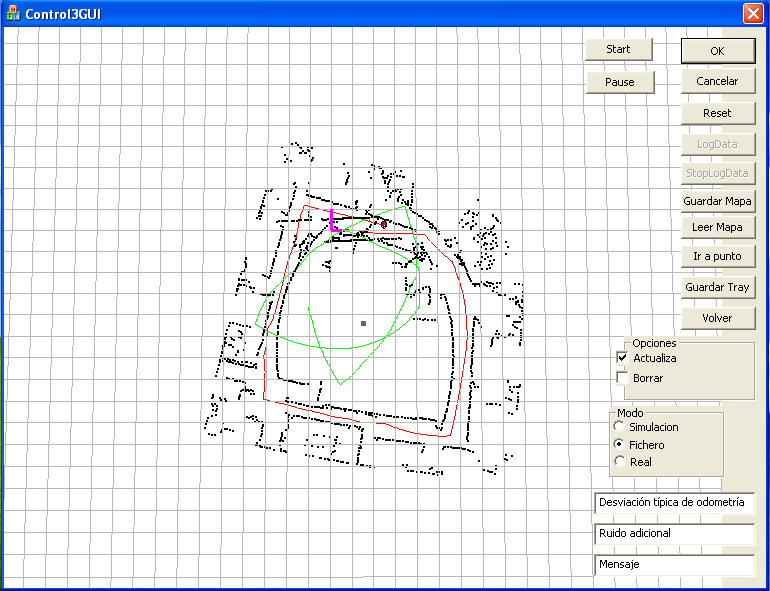 Control3GUI
Start
OK
Pause
Cancelar
Reset
LogData
StopLogData
Guardar Mapa
Leer Mapa
Ir a punto
Guardar Tray
Volver
Opciones
Actualiza
Borrar
Modo
Simulacion
Fichero
Real
Desviación típica de odometría
Ruido adicional
Mensaje